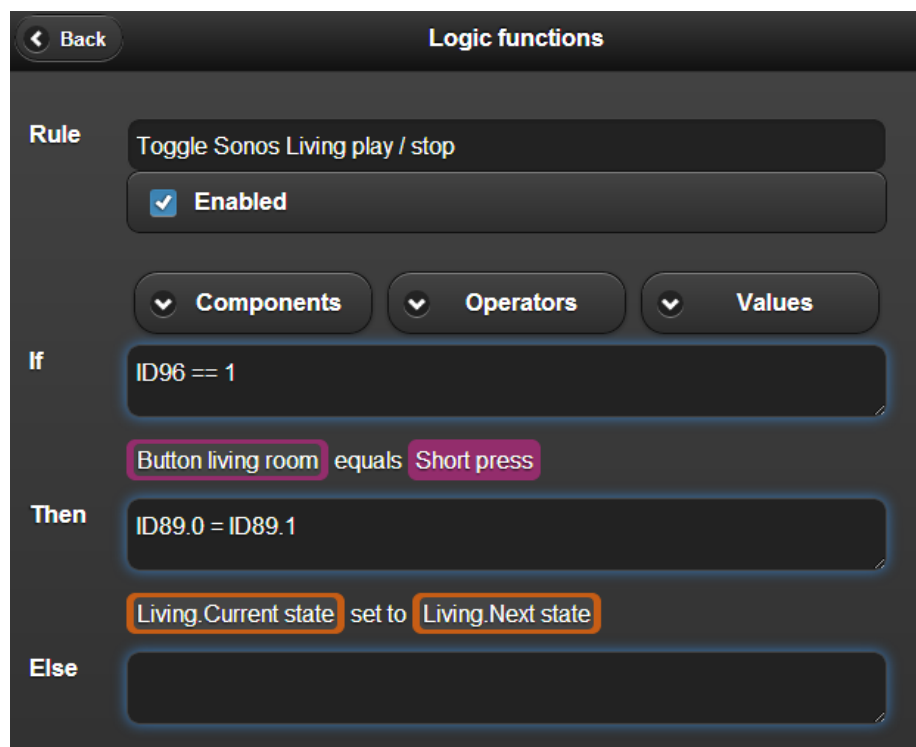 Back
Logic functions
Rule
Toggle Sonos Living play / stop
Enabled
Components Operators Values
If
ID96 == 1
Button living room equals Short press
Then
ID89.0 = ID89.1
Living.Current state set to Living.Next state
Else